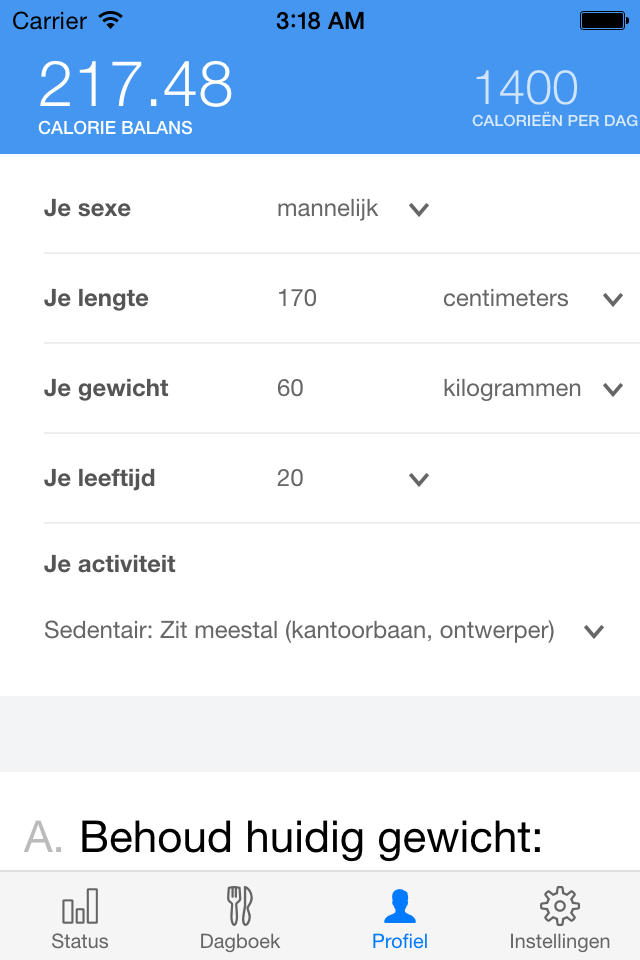 Carrier 3:18 AM
217.48 1400
CALORIE BALANS CALORIEËN PER DAG
Je sexe mannelijk
Je lengte 170 centimeters
Je gewicht 60 kilogrammen
Je leeftijd 20
Je activiteit
Sedentair: Zit meestal (kantoorbaan, ontwerper)
A. Behoud huidig gewicht:
Status Dagboek Profiel Instellingen